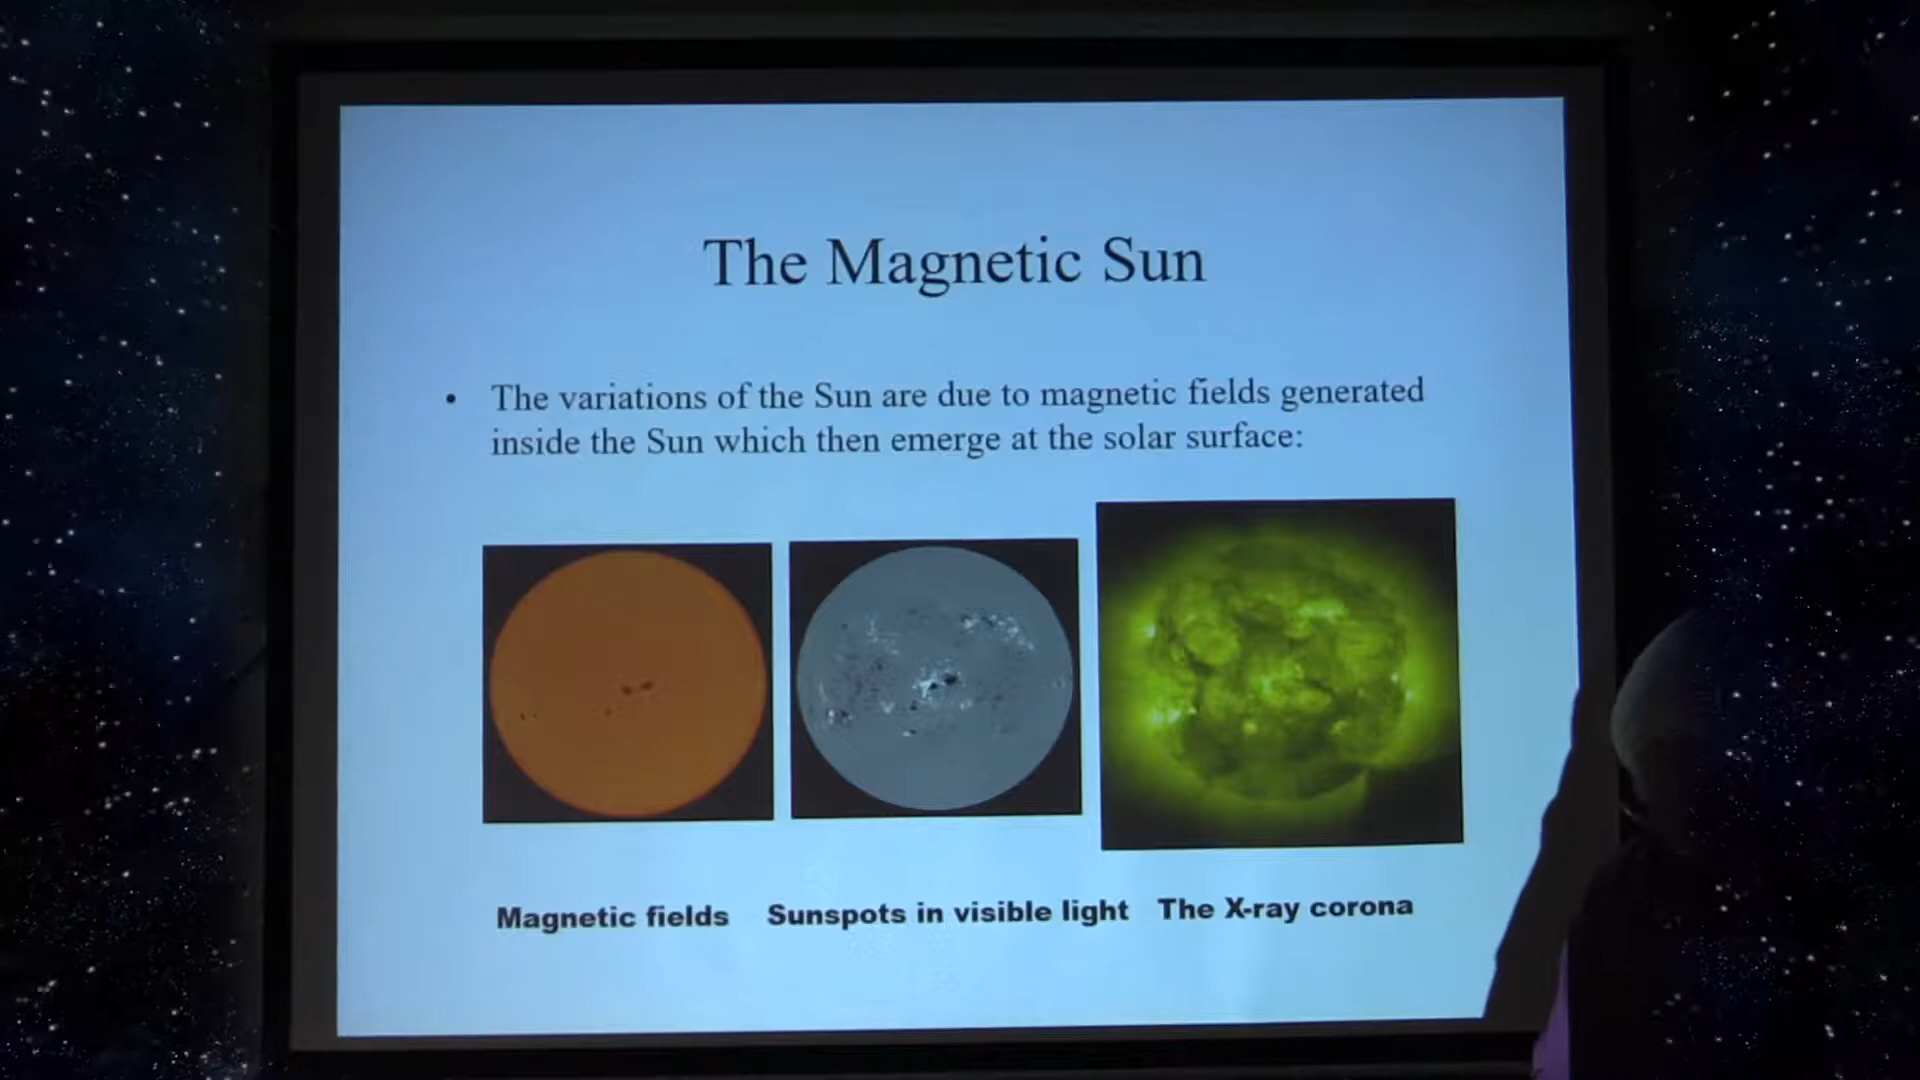 The Magnetic Sun
• The variations of the Sun are due to magnetic fields generated
inside the Sun which then emerge at the solar surface:
Magnetic fields Sunspots in visible light The X-ray corona